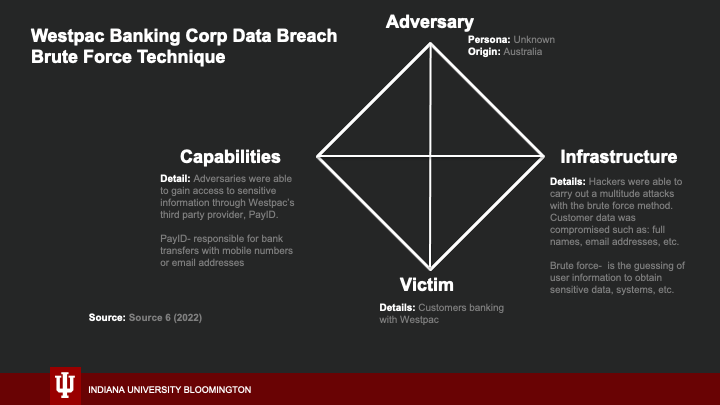 Westpac Banking Corp Data Breach
Brute Force Technique
Adversary
Persona: Unknown
Origin: Australia
Capabilities
Detail: Adversaries were able
to gain access to sensitive
information through Westpac's
third party provider, PayID.
PayID- responsible for bank
transfers with mobile numbers
or email addresses
Infrastructure
Details: Hackers were able to
carry out a multitude attacks
with the brute force method.
Customer data was
compromised such as: full
names, email addresses, etc.
Brute force-  is the guessing of
user information to obtain
sensitive data, systems, etc.
Victim
Details: Customers banking
with Westpac
Source: Source 6 (2022)
INDIANA UNIVERSITY BLOOMINGTON